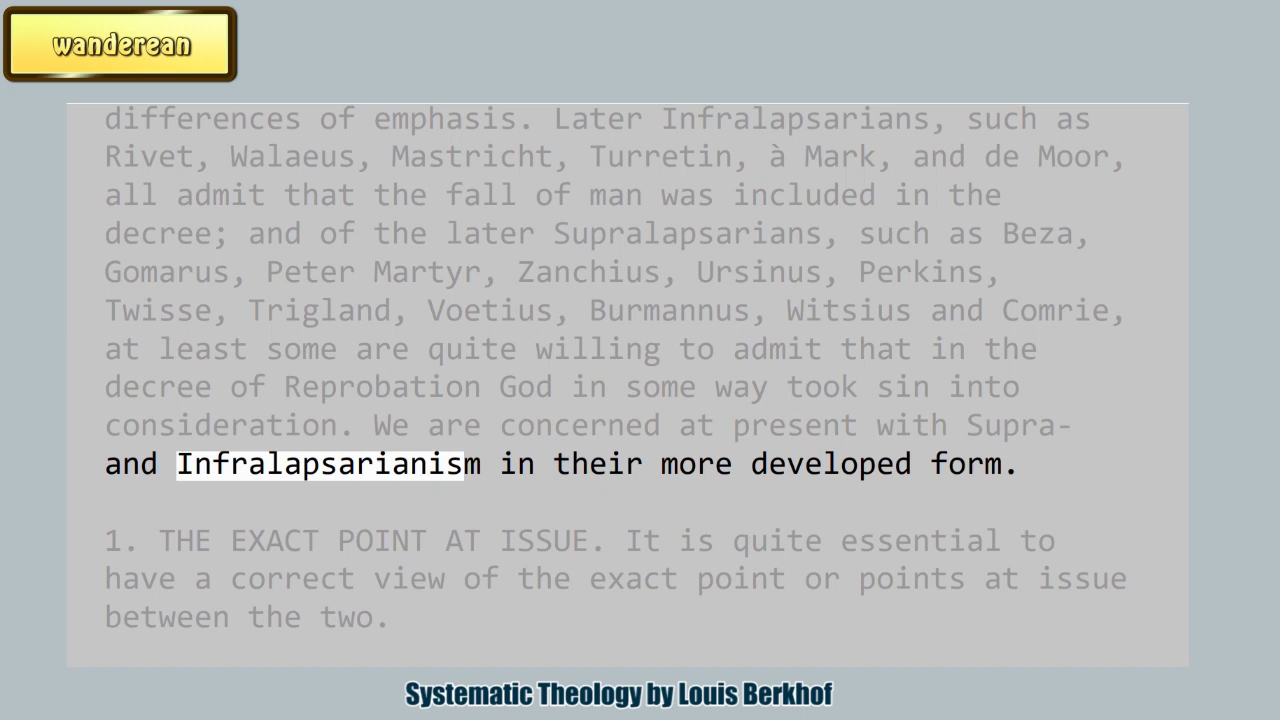 wanderean
differences of emphasis. Later Infralapsarians, such as
Rivet, Walaeus, Mastricht, Turretin, à Mark, and de Moor,
all admit that the fall of man was included in the
decree; and of the later Supralapsarians, such as Beza,
Gomarus, Peter Martyr, Zanchius, Ursinus, Perkins,
Twisse, Trigland, Voetius, Burmannus, Witsius and Comrie,
at least some are quite willing to admit that in the
decree of Reprobation God in some way took sin into
consideration. We are concerned at present with Supra-
and Infralapsarianism in their more developed form.
1. THE EXACT POINT AT ISSUE. It is quite essential to
have a correct view of the exact point or points at issue
between the two.
Systematic Theology by Louis Berkhof